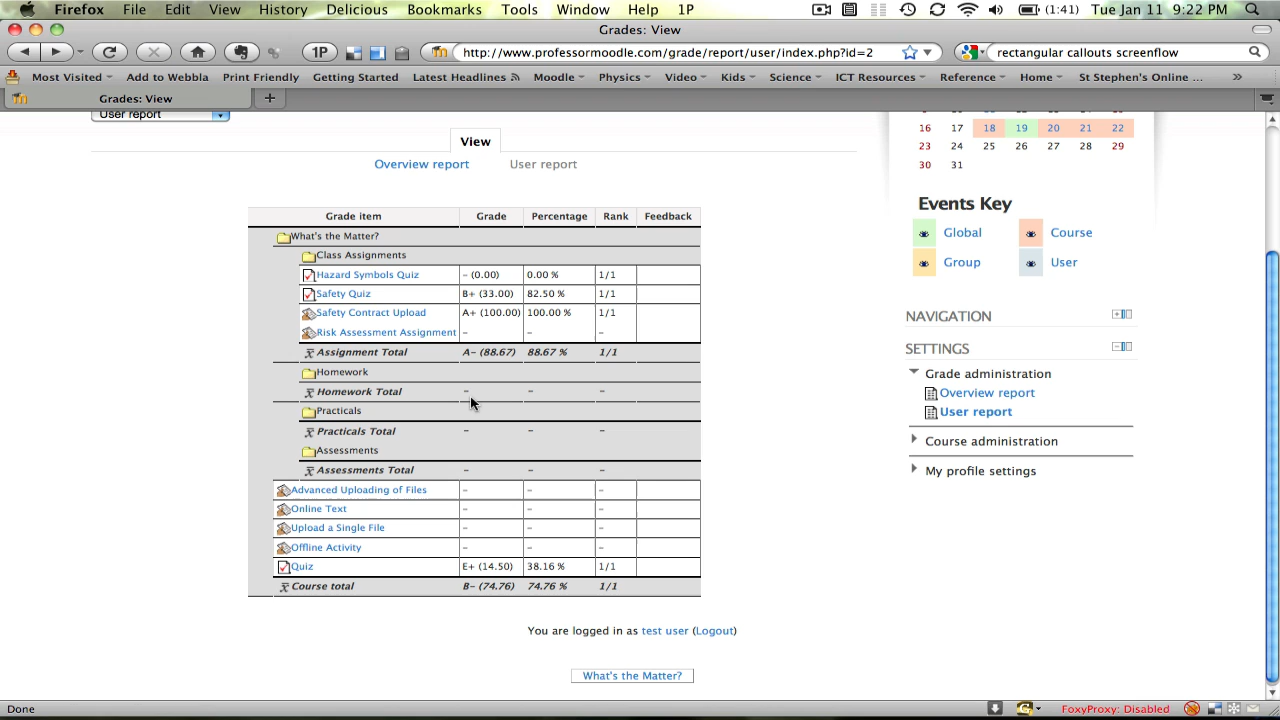 Firefox File Edit View History Delicious Bookmarks Tools Window Help 1P (1:41) Tue Jan 11 9:22 PM
Grades: View
1P http://www.professormoodle.com/grade/report/user/index.php?id=2 rectangular callouts screenflow
Most Visited Add to Webbla Print Friendly Getting Started Latest Headlines Moodle Physics Video Kids Science ICT Resources Reference Home St Stephen's Online ... »
Grades: View +
User report
View
Overview report User report
Grade item Grade Percentage Rank Feedback
What's the Matter?
Class Assignments
Hazard Symbols Quiz – (0.00) 0.00 % 1/1
Safety Quiz B+ (33.00) 82.50 % 1/1
Safety Contract Upload A+ (100.00) 100.00 % 1/1
Risk Assessment Assignment – – –
Assignment Total A– (88.67) 88.67 % 1/1
Homework
Homework Total – – –
Practicals
Practicals Total – – –
Assessments
Assessments Total – – –
Advanced Uploading of Files – – –
Online Text – – –
Upload a Single File – – –
Offline Activity – – –
Quiz E+ (14.50) 38.16 % 1/1
Course total B– (74.76) 74.76 % 1/1
You are logged in as test user (Logout)
What's the Matter?
16 17 18 19 20 21 22
23 24 25 26 27 28 29
30 31
Events Key
Global Course
Group User
NAVIGATION
SETTINGS
Grade administration
Overview report
User report
Course administration
My profile settings
Done FoxyProxy: Disabled